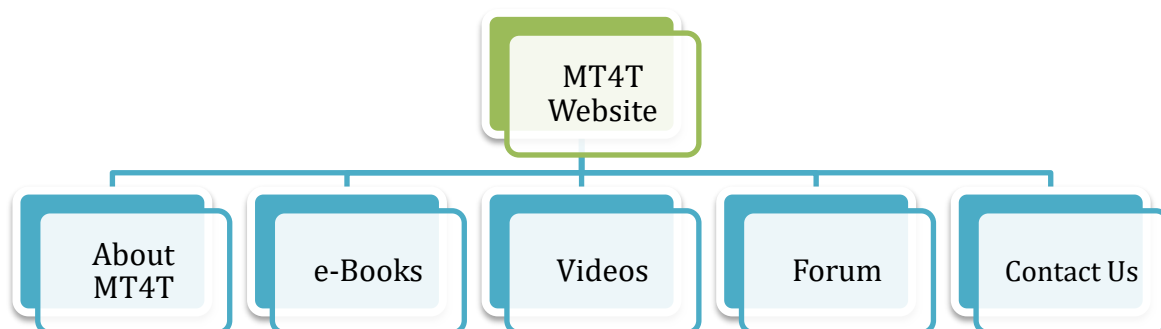 MT4T
Website
About
MT4T
e-Books
Videos
Forum
Contact Us